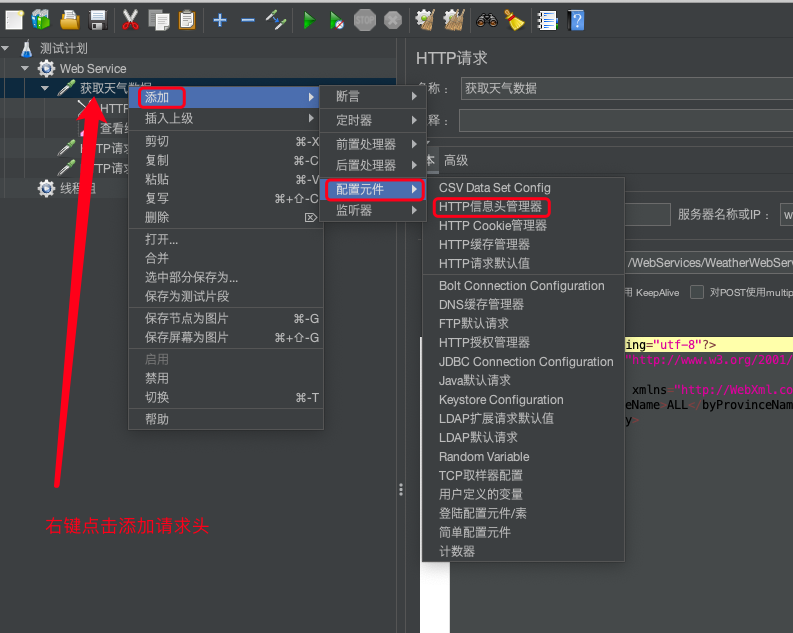 STOP
测试计划
HTTP请求
Web Service
获取天气数据
名称：
获取天气数据
HTTP
释：
查看
HTTP请求
HTTP请求
线程组
本 高级
添加
插入上级
剪切 ⌘-X
复制 ⌘-C
粘贴 ⌘-V
复写 ⌘+⇧-C
删除 ⌦
打开...
合并
选中部分保存为...
保存为测试片段
保存节点为图片 ⌘-G
保存屏幕为图片 ⌘+⇧-G
启用
禁用
切换 ⌘-T
帮助
断言
定时器
前置处理器
后置处理器
配置元件
监听器
CSV Data Set Config
HTTP信息头管理器
HTTP Cookie管理器
HTTP缓存管理器
HTTP请求默认值
Bolt Connection Configuration
DNS缓存管理器
FTP默认请求
HTTP授权管理器
JDBC Connection Configuration
Java默认请求
Keystore Configuration
LDAP扩展请求默认值
LDAP默认请求
Random Variable
TCP取样器配置
用户定义的变量
登陆配置元件/素
简单配置元件
计数器
服务器名称或IP： w
/WebServices/WeatherWebServ
用 KeepAlive 对POST使用multip
ing="utf-8"?>
"http://www.w3.org/2001/
xmlns="http://WebXml.co
eName>ALL</byProvinceNam
y>
右键点击添加请求头